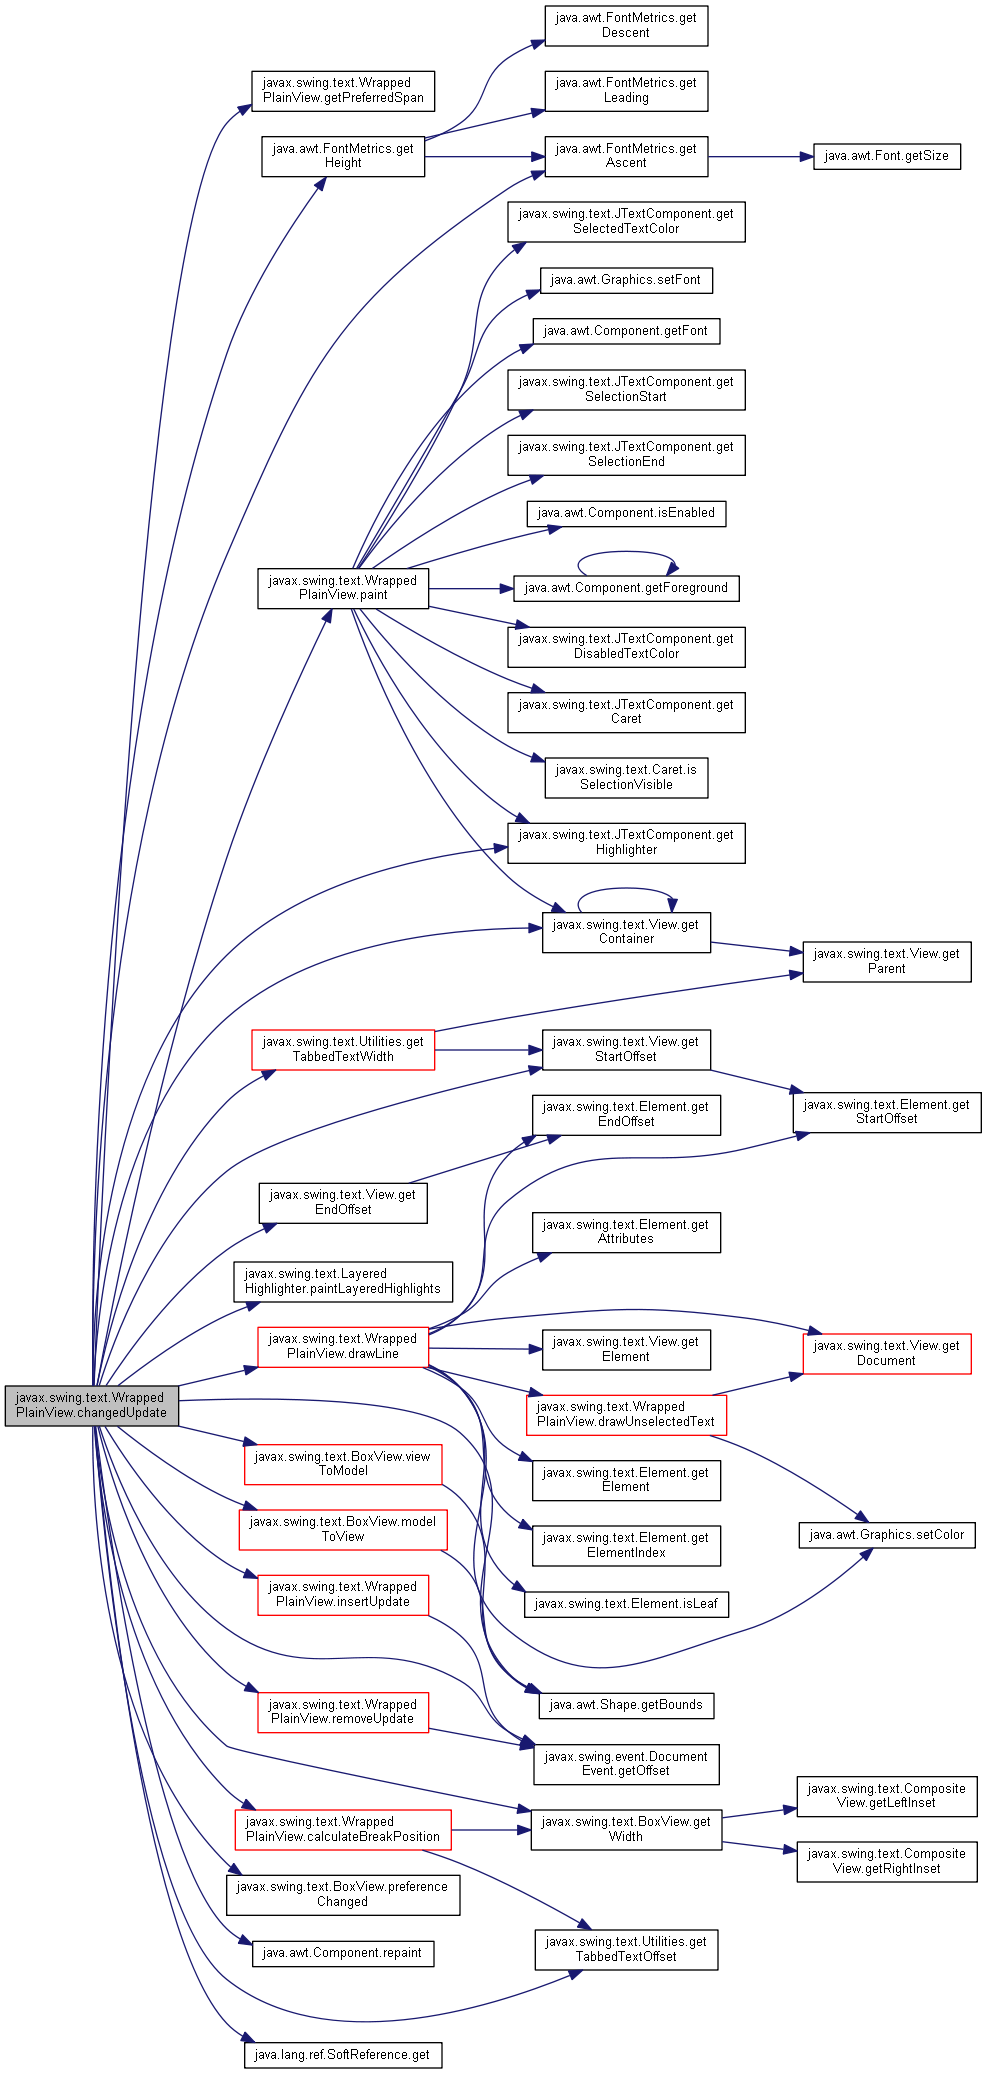 java.awt.FontMetrics.get
Descent
javax.swing.text.Wrapped
PlainView.getPreferredSpan
java.awt.FontMetrics.get
Leading
java.awt.FontMetrics.get
Height
java.awt.FontMetrics.get
Ascent
java.awt.Font.getSize
javax.swing.text.JTextComponent.get
SelectedTextColor
java.awt.Graphics.setFont
java.awt.Component.getFont
javax.swing.text.JTextComponent.get
SelectionStart
javax.swing.text.JTextComponent.get
SelectionEnd
java.awt.Component.isEnabled
javax.swing.text.Wrapped
PlainView.paint
java.awt.Component.getForeground
javax.swing.text.JTextComponent.get
DisabledTextColor
javax.swing.text.JTextComponent.get
Caret
javax.swing.text.Caret.is
SelectionVisible
javax.swing.text.JTextComponent.get
Highlighter
javax.swing.text.View.get
Container
javax.swing.text.View.get
Parent
javax.swing.text.Utilities.get
TabbedTextWidth
javax.swing.text.View.get
StartOffset
javax.swing.text.Element.get
EndOffset
javax.swing.text.Element.get
StartOffset
javax.swing.text.View.get
EndOffset
javax.swing.text.Element.get
Attributes
javax.swing.text.Layered
Highlighter.paintLayeredHighlights
javax.swing.text.Wrapped
PlainView.drawLine
javax.swing.text.View.get
Element
javax.swing.text.View.get
Document
javax.swing.text.Wrapped
PlainView.changedUpdate
javax.swing.text.Wrapped
PlainView.drawUnselectedText
javax.swing.text.BoxView.view
ToModel
javax.swing.text.Element.get
Element
javax.swing.text.BoxView.model
ToView
javax.swing.text.Element.get
ElementIndex
java.awt.Graphics.setColor
javax.swing.text.Wrapped
PlainView.insertUpdate
javax.swing.text.Element.isLeaf
javax.swing.text.Wrapped
PlainView.removeUpdate
java.awt.Shape.getBounds
javax.swing.event.Document
Event.getOffset
javax.swing.text.Wrapped
PlainView.calculateBreakPosition
javax.swing.text.BoxView.get
Width
javax.swing.text.Composite
View.getLeftInset
javax.swing.text.Composite
View.getRightInset
javax.swing.text.BoxView.preference
Changed
java.awt.Component.repaint
javax.swing.text.Utilities.get
TabbedTextOffset
java.lang.ref.SoftReference.get